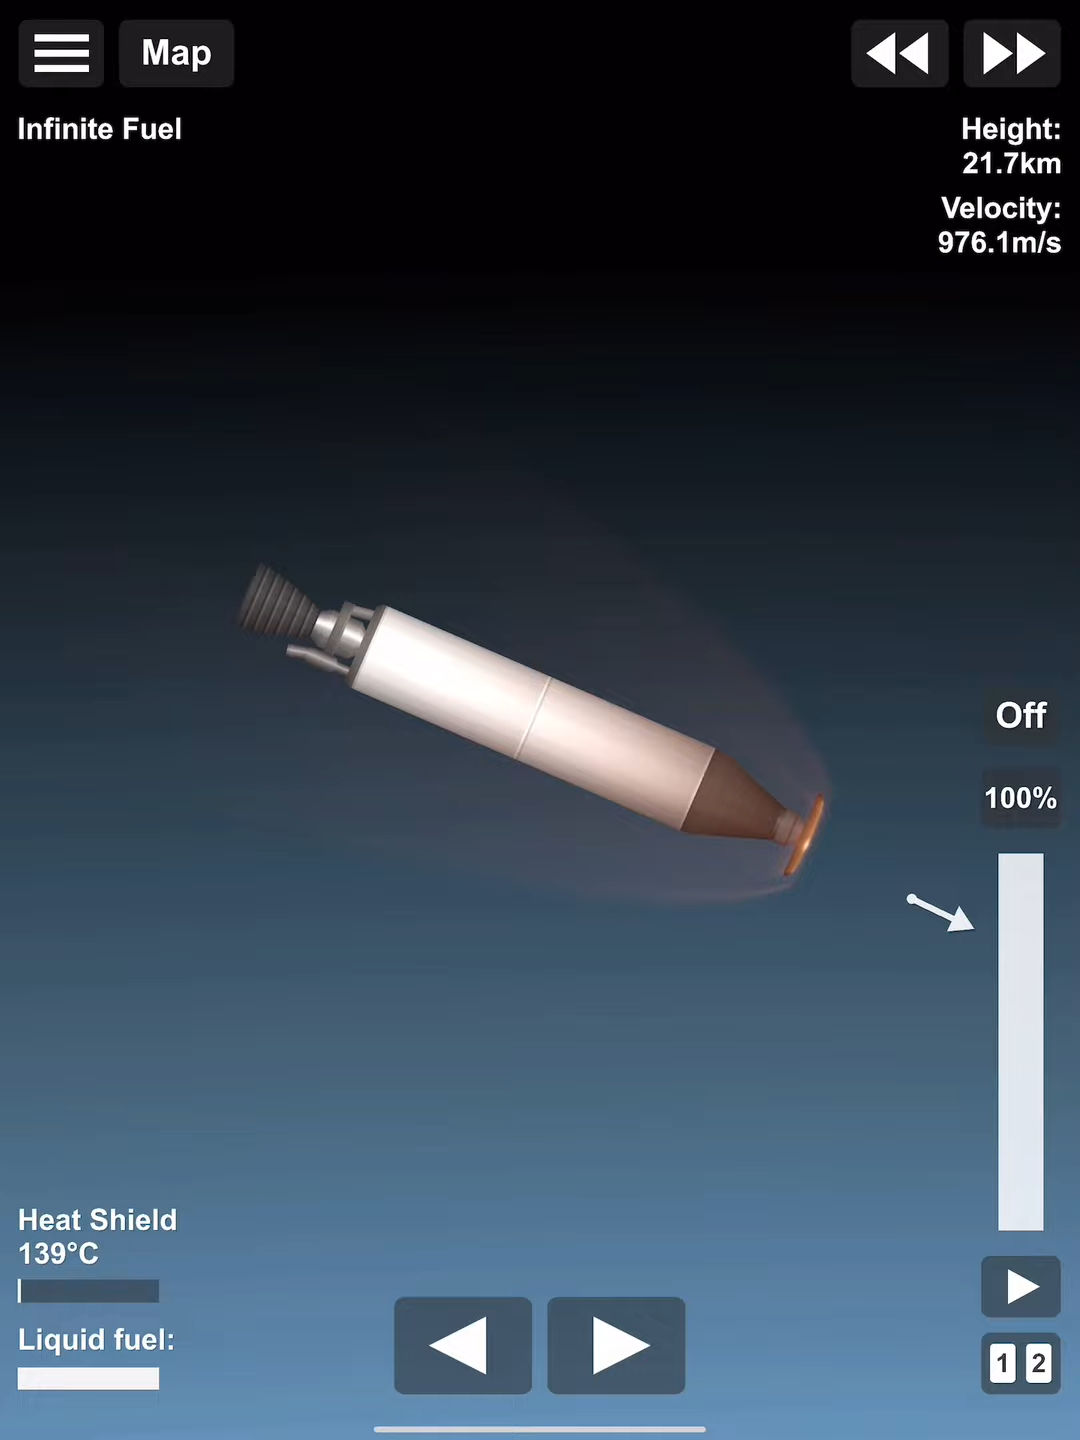 Map
Infinite Fuel
Height:
21.7km
Velocity:
976.1m/s
Off
100%
Heat Shield
139°C
Liquid fuel:
1 2